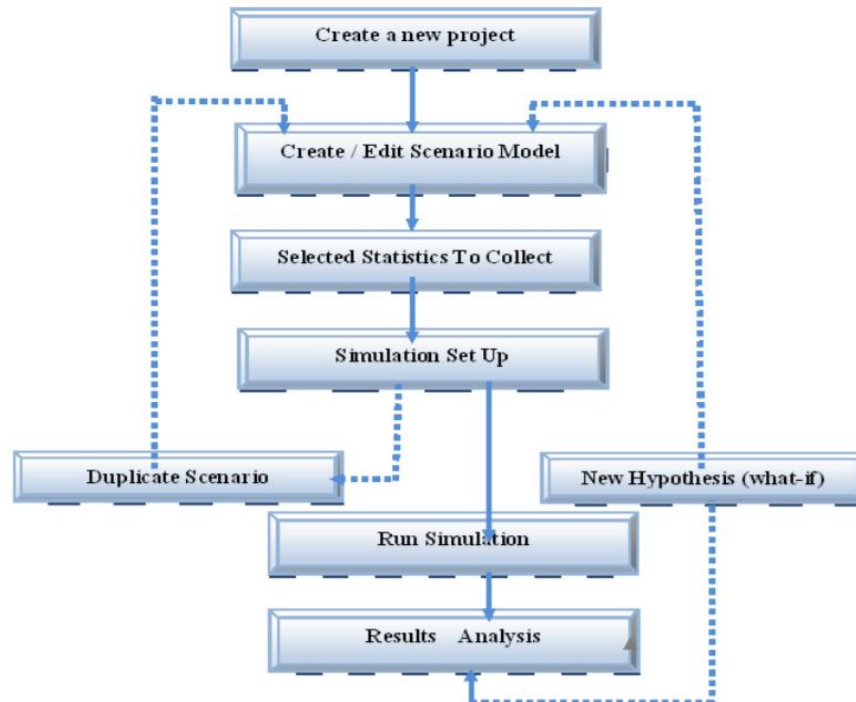 Create a new project
Create / Edit Scenario Model
Selected Statistics To Collect
Simulation Set Up
Duplicate Scenario
New Hypothesis (what-if)
Run Simulation
Results Analysis